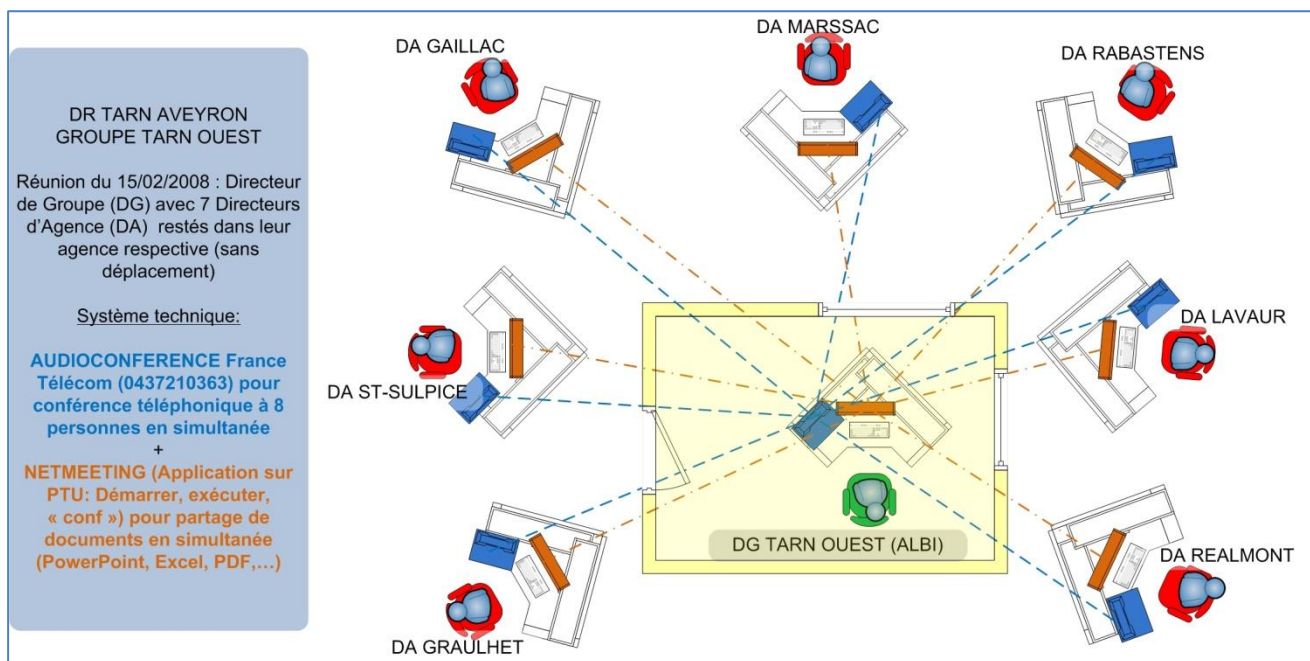 DR TARN AVEYRON
GROUPE TARN OUEST
Réunion du 15/02/2008 : Directeur
de Groupe (DG) avec 7 Directeurs
d'Agence (DA) restés dans leur
agence respective (sans
déplacement)
Système technique:
AUDIOCONFERENCE France
Télécom (0437210363) pour
conférence téléphonique à 8
personnes en simultanée
+
NETMEETING (Application sur
PTU: Démarrer, exécuter,
« conf ») pour partage de
documents en simultanée
(PowerPoint, Excel, PDF,…)
DA GAILLAC
DA MARSSAC
DA RABASTENS
DA ST-SULPICE
DA LAVAUR
DG TARN OUEST (ALBI)
DA GRAULHET
DA REALMONT